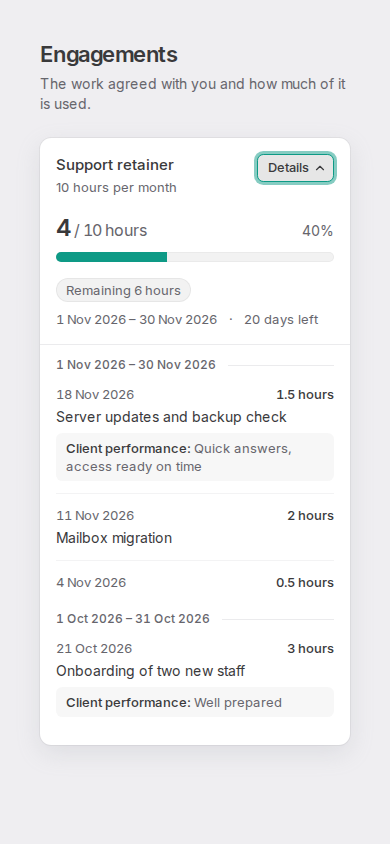 Engagements
The work agreed with you and how much of it
is used.
Support retainer
Details
10 hours per month
4 / 10 hours
40%
Remaining 6 hours
1 Nov 2026 – 30 Nov 2026 · 20 days left
1 Nov 2026 – 30 Nov 2026
18 Nov 2026
1.5 hours
Server updates and backup check
Client performance: Quick answers,
access ready on time
11 Nov 2026
2 hours
Mailbox migration
4 Nov 2026
0.5 hours
1 Oct 2026 – 31 Oct 2026
21 Oct 2026
3 hours
Onboarding of two new staff
Client performance: Well prepared